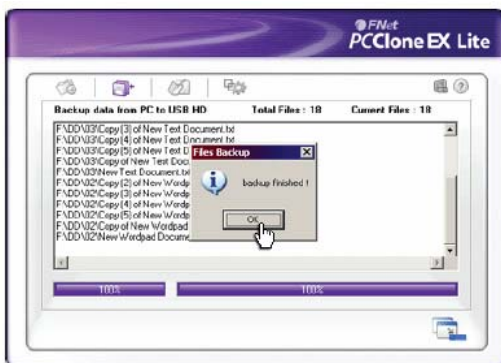 FNet
PCClone EX Lite
Backup data from PC to USB HD Total Files : 18 Current Files : 18
F:\DD\03\Copy (3) of New Text Document.txt
F:\DD\03\Copy (4) of New Text Document.txt
F:\DD\03\Copy (5) of New Text D
F:\DD\03\Copy of New Text Doc
F:\DD\03\New Text Document.txt
F:\DD\02\Copy (2) of New Wordp
F:\DD\02\Copy (3) of New Wordp
F:\DD\02\Copy (4) of New Wordp
F:\DD\02\Copy (5) of New Wordp
F:\DD\02\Copy of New Wordpad
F:\DD\02\New Wordpad Docume
Files Backup
backup finished !
OK
100% 100%